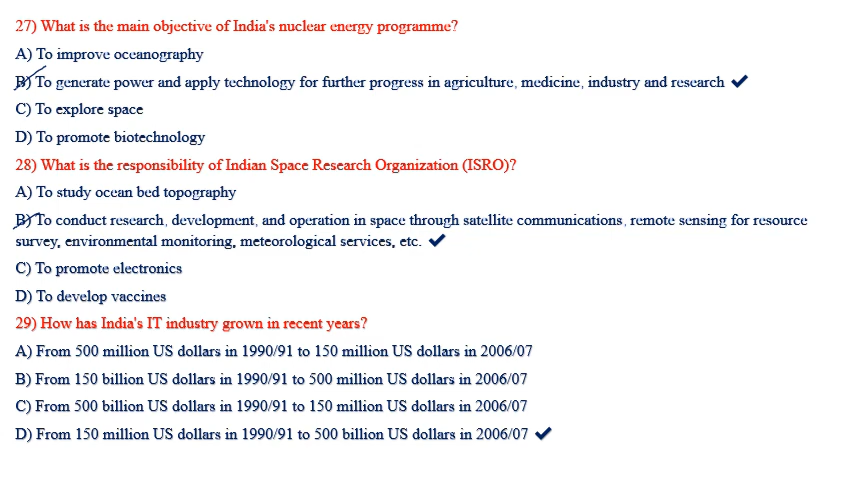 27) What is the main objective of India's nuclear energy programme?
A) To improve oceanography
B) To generate power and apply technology for further progress in agriculture, medicine, industry and research ✔
C) To explore space
D) To promote biotechnology
28) What is the responsibility of Indian Space Research Organization (ISRO)?
A) To study ocean bed topography
B) To conduct research, development, and operation in space through satellite communications, remote sensing for resource
survey, environmental monitoring, meteorological services, etc. ✔
C) To promote electronics
D) To develop vaccines
29) How has India's IT industry grown in recent years?
A) From 500 million US dollars in 1990/91 to 150 million US dollars in 2006/07
B) From 150 billion US dollars in 1990/91 to 500 million US dollars in 2006/07
C) From 500 billion US dollars in 1990/91 to 150 million US dollars in 2006/07
D) From 150 million US dollars in 1990/91 to 500 billion US dollars in 2006/07 ✔